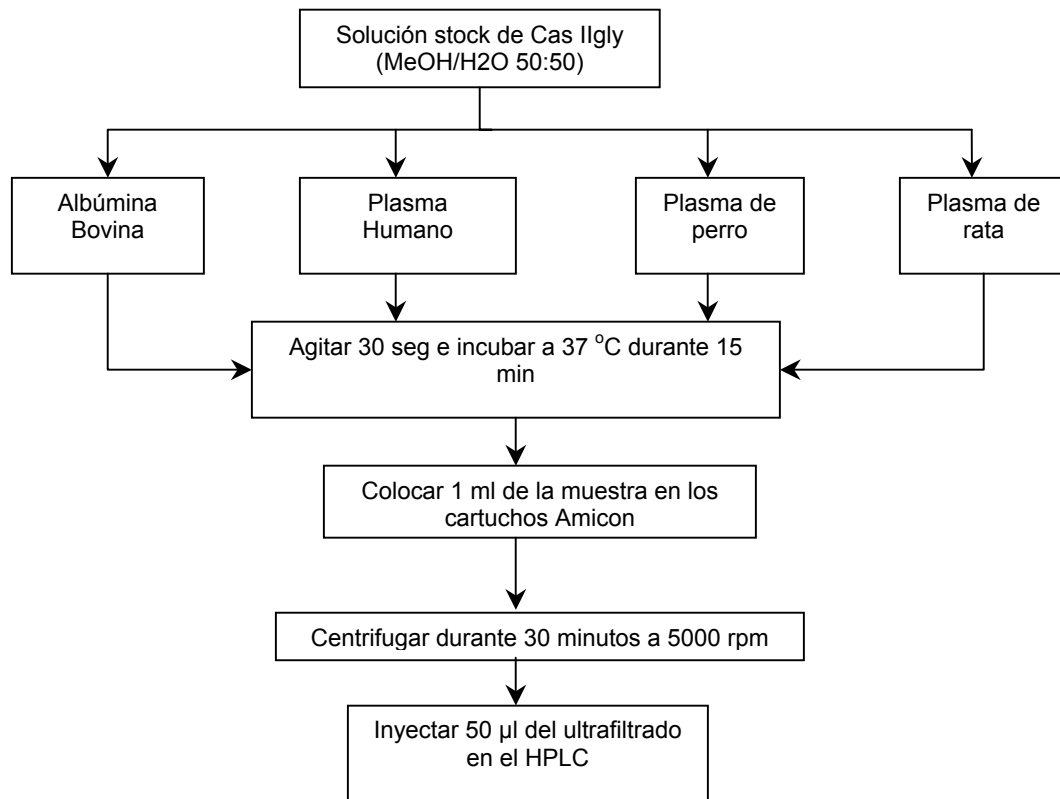 Solución stock de Cas IIgly
(MeOH/H2O 50:50)
Albúmina
Bovina
Plasma
Humano
Plasma de
perro
Plasma de
rata
Agitar 30 seg e incubar a 37 °C durante 15
min
Colocar 1 ml de la muestra en los
cartuchos Amicon
Centrifugar durante 30 minutos a 5000 rpm
Inyectar 50 µl del ultrafiltrado
en el HPLC